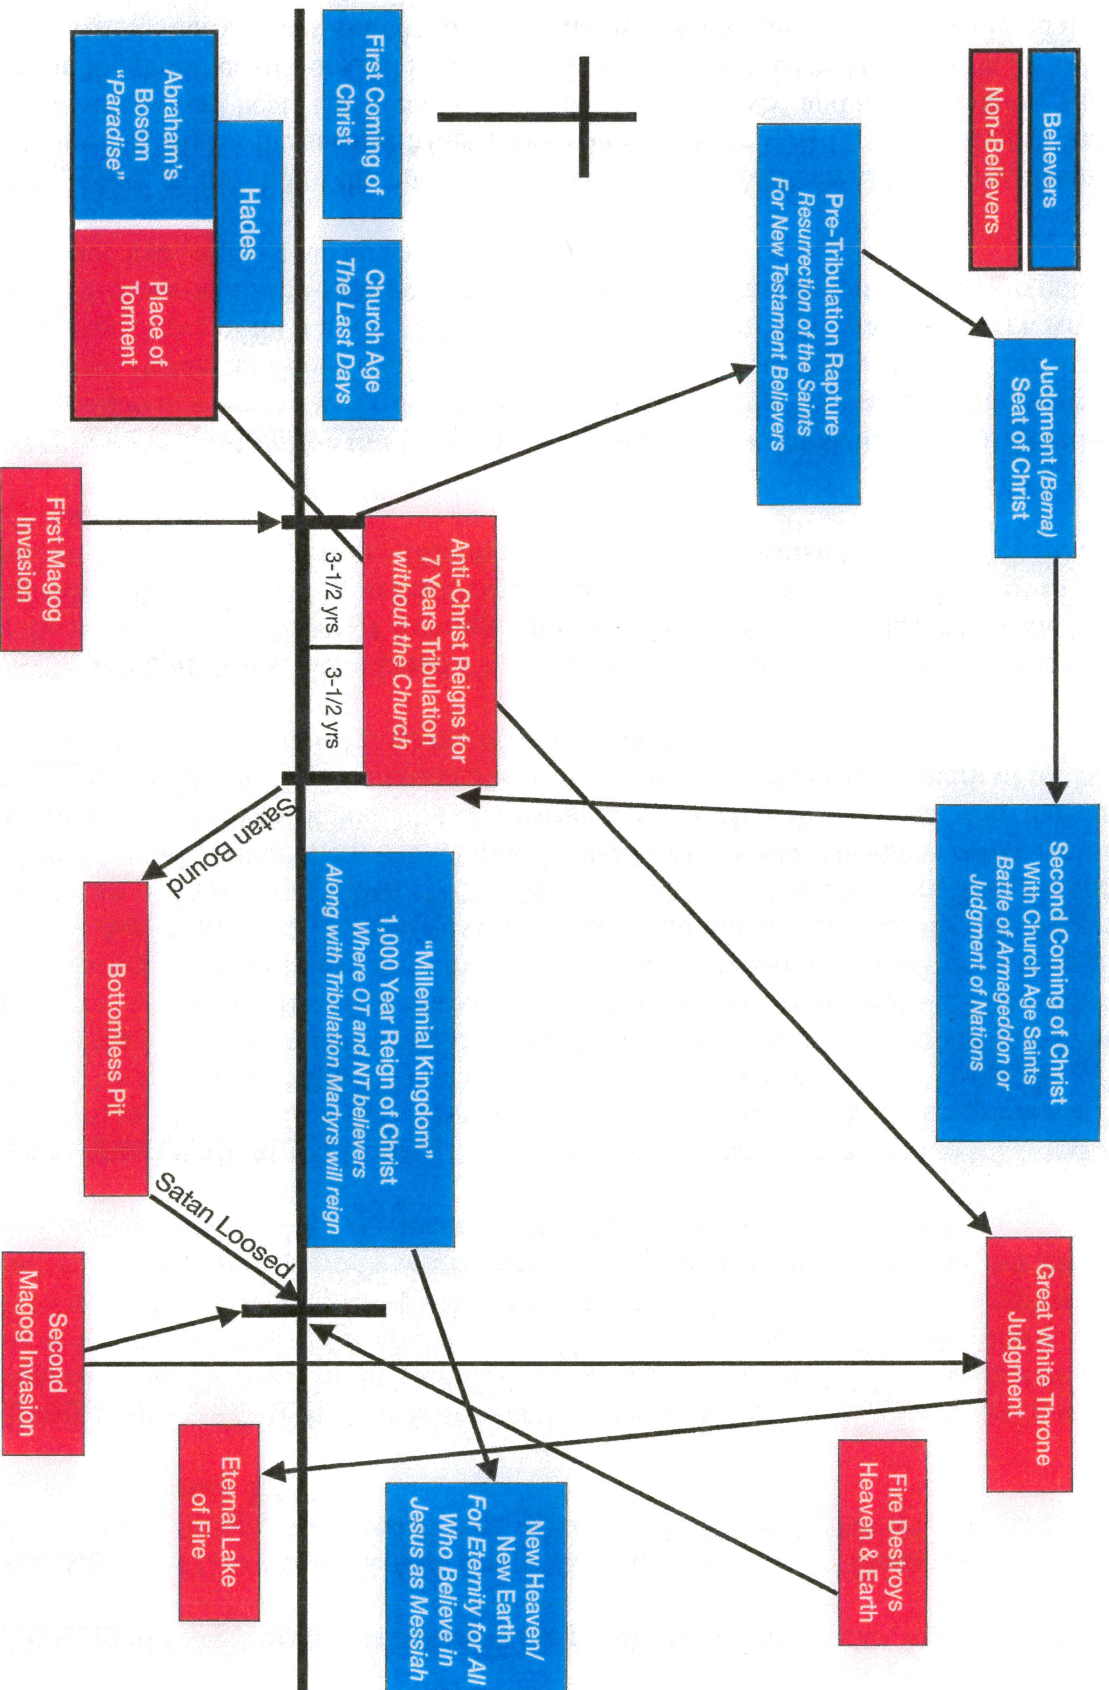 Believers
Non-Believers
Judgment (Bema)
Seat of Christ
Second Coming of Christ
With Church Age Saints
Battle of Armageddon or
Judgment of Nations
Great White Throne
Judgment
Pre-Tribulation Rapture
Resurrection of the Saints
For New Testament Believers
Fire Destroys
Heaven & Earth
First Coming of
Christ
Church Age
The Last Days
Anti-Christ Reigns for
7 Years Tribulation
without the Church
3-1/2 yrs
3-1/2 yrs
“Millennial Kingdom”
1,000 Year Reign of Christ
Where OT and NT believers
Along with Tribulation Martyrs will reign
New Heaven/
New Earth
For Eternity for All
Who Believe in
Jesus as Messiah
Hades
Abraham’s
Bosom
“Paradise”
Place of
Torment
Satan Bound
Bottomless Pit
Satan Loosed
Eternal Lake
of Fire
First Magog
Invasion
Second
Magog Invasion